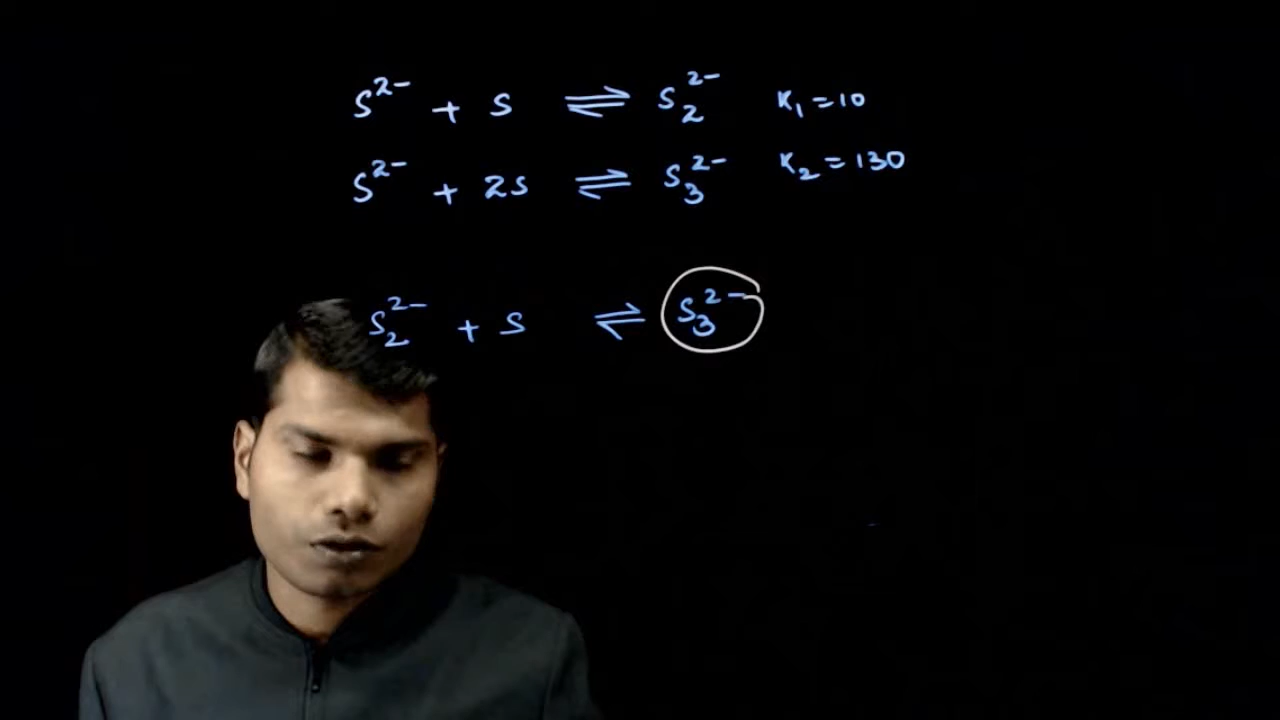 S²⁻ + S ⇌ S₂²⁻ K₁ = 10
S²⁻ + 2S ⇌ S₃²⁻ K₂ = 130
S₂²⁻ + S ⇌ S₃²⁻